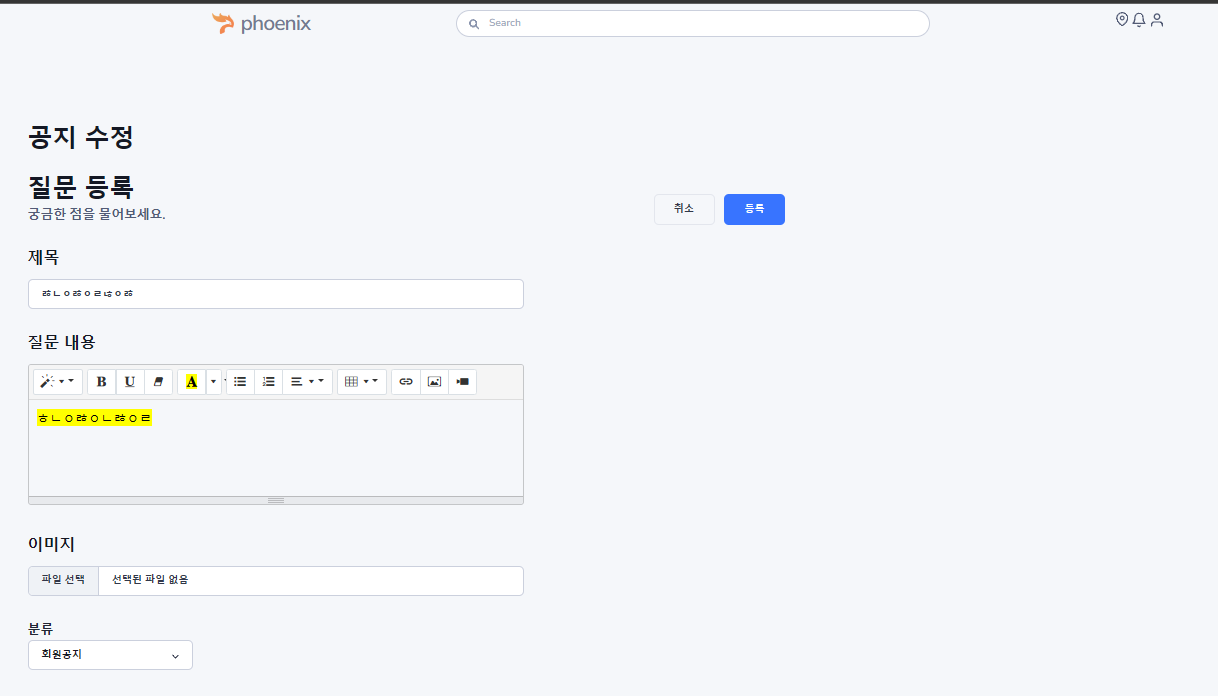 phoenix
Search
공지 수정
질문 등록
궁금한 점을 물어보세요.
취소
등록
제목
질문 내용
B U A
이미지
파일 선택 선택된 파일 없음
분류
회원공지